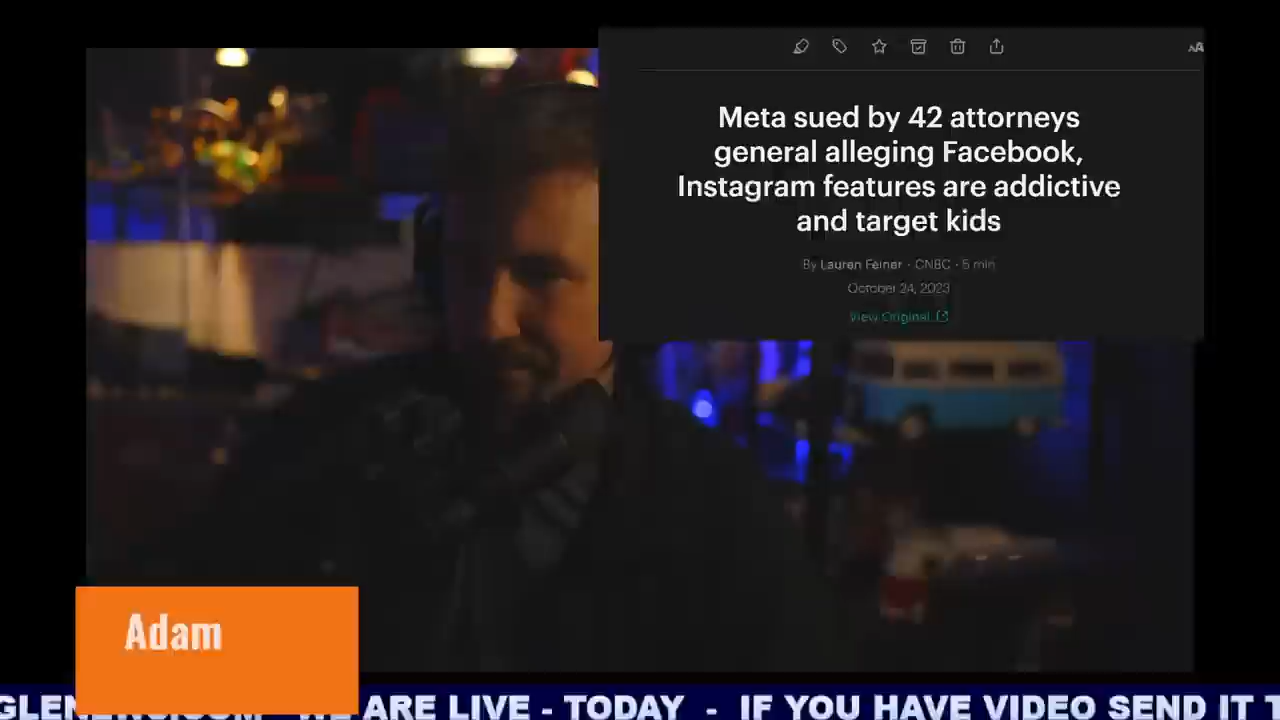 Meta sued by 42 attorneys
general alleging Facebook,
Instagram features are addictive
and target kids
By Lauren Feiner · CNBC · 5 min
October 24, 2023
View Original
Adam
ARE LIVE - TODAY - IF YOU HAVE VIDEO SEND IT